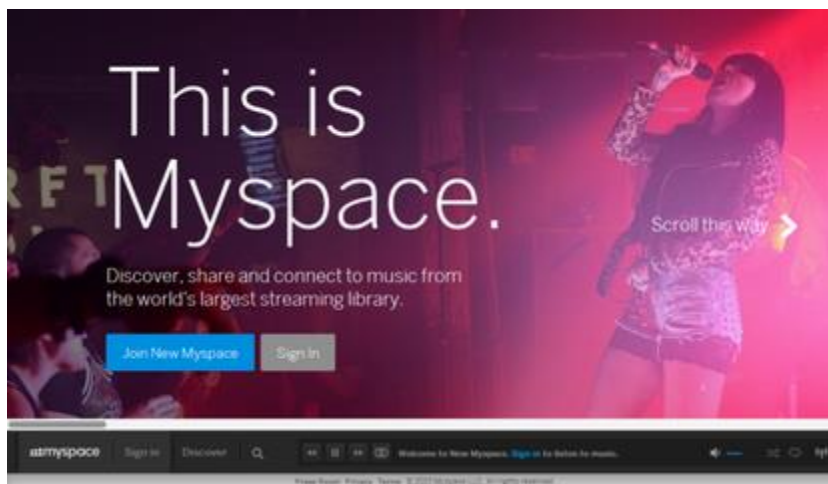 This is
Myspace.
Scroll this way
Discover, share and connect to music from
the world's largest streaming library.
Join New Myspace Sign In
myspace Sign in Discover Welcome to New Myspace. Sign in to listen to music.